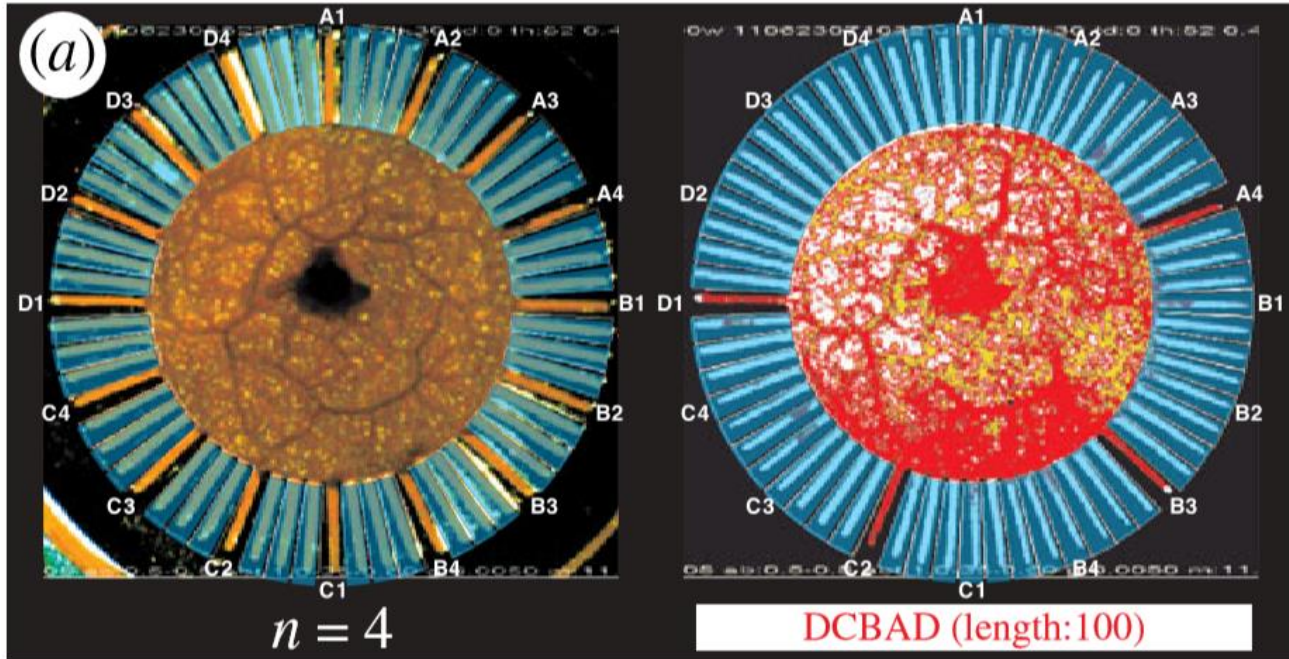 (a)
A1
A2
A3
A4
B1
B2
B3
B4
C1
C2
C3
C4
D1
D2
D3
D4
n = 4
A1
A2
A3
A4
B1
B2
B3
B4
C1
C2
C3
C4
D1
D2
D3
D4
DCBAD (length:100)